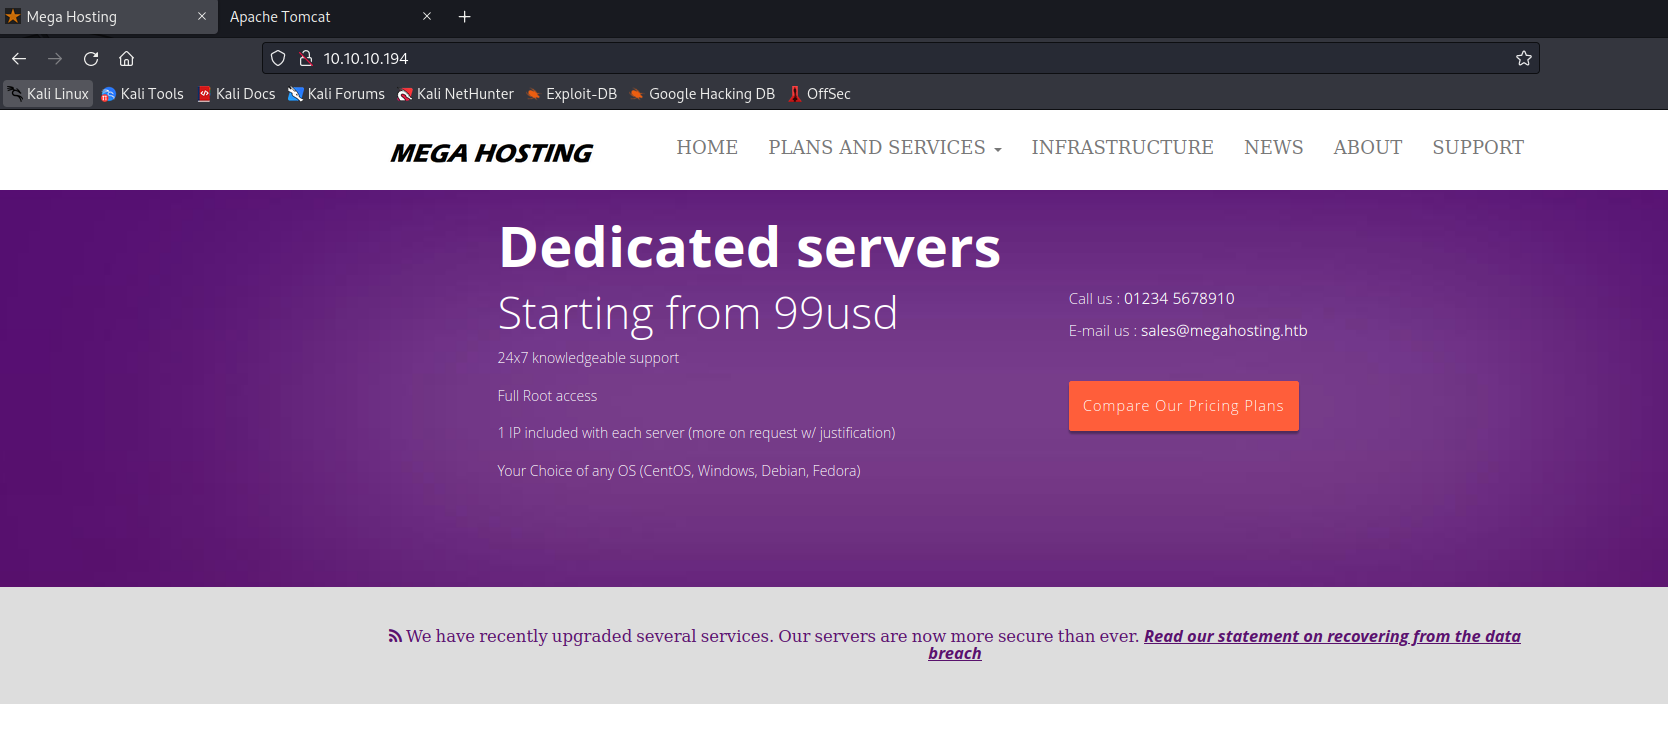 Mega Hosting
Apache Tomcat
10.10.10.194
Kali Linux Kali Tools Kali Docs Kali Forums Kali NetHunter Exploit-DB Google Hacking DB OffSec
MEGA HOSTING
HOME PLANS AND SERVICES INFRASTRUCTURE NEWS ABOUT SUPPORT
Dedicated servers
Starting from 99usd
24x7 knowledgeable support
Full Root access
1 IP included with each server (more on request w/ justification)
Your Choice of any OS (CentOS, Windows, Debian, Fedora)
Call us : 01234 5678910
E-mail us : sales@megahosting.htb
Compare Our Pricing Plans
We have recently upgraded several services. Our servers are now more secure than ever. Read our statement on recovering from the data
breach